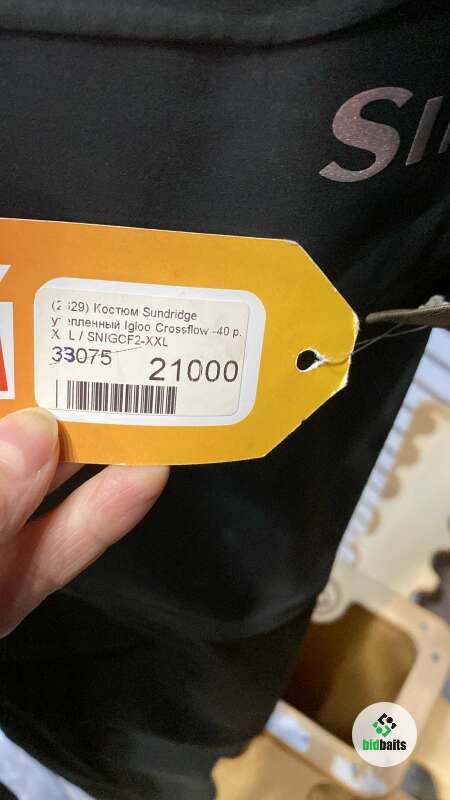 Костюм Sundridge
Igloo Crossflow -40 р.
/ SNIGCF2-XXL
33075 21000
bidbaits